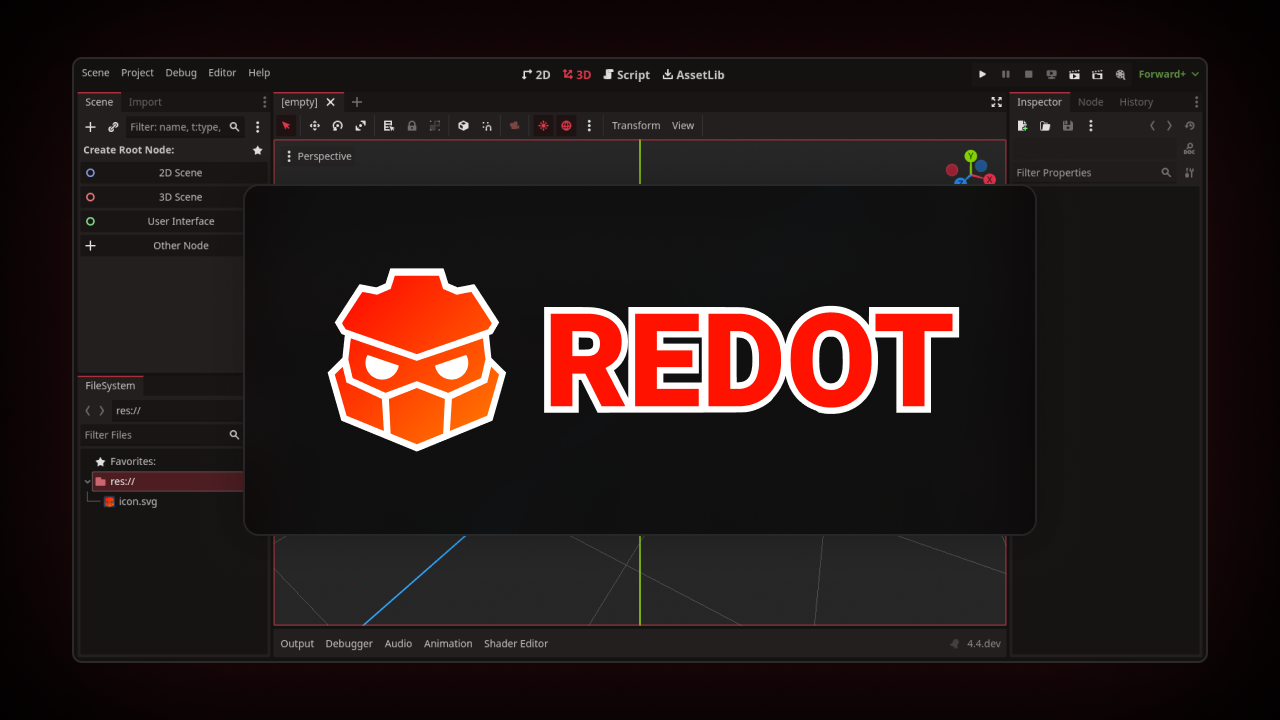 Scene Project Debug Editor Help
2D 3D Script AssetLib
Forward+
Scene Import
Filter: name, t:type,
Create Root Node:
2D Scene
3D Scene
User Interface
Other Node
FileSystem
res://
Filter Files
Favorites:
res://
icon.svg
[empty]
Transform View
Perspective
Y
X
Z
REDOT
Output Debugger Audio Animation Shader Editor
4.4.dev
Inspector Node History
DOC
Filter Properties